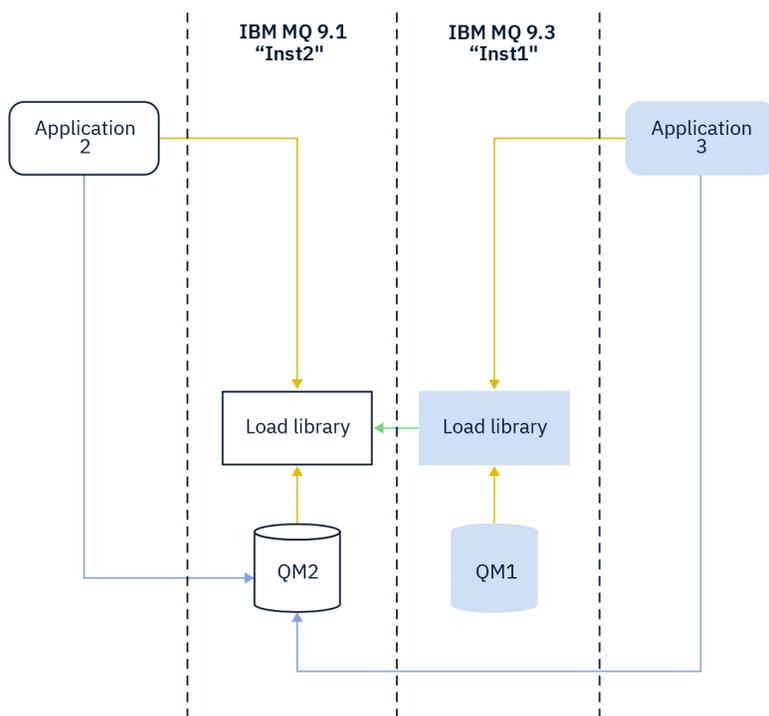 IBM MQ 9.1
“Inst2"
IBM MQ 9.3
“Inst1"
Application
2
Application
3
Load library
Load library
QM2
QM1